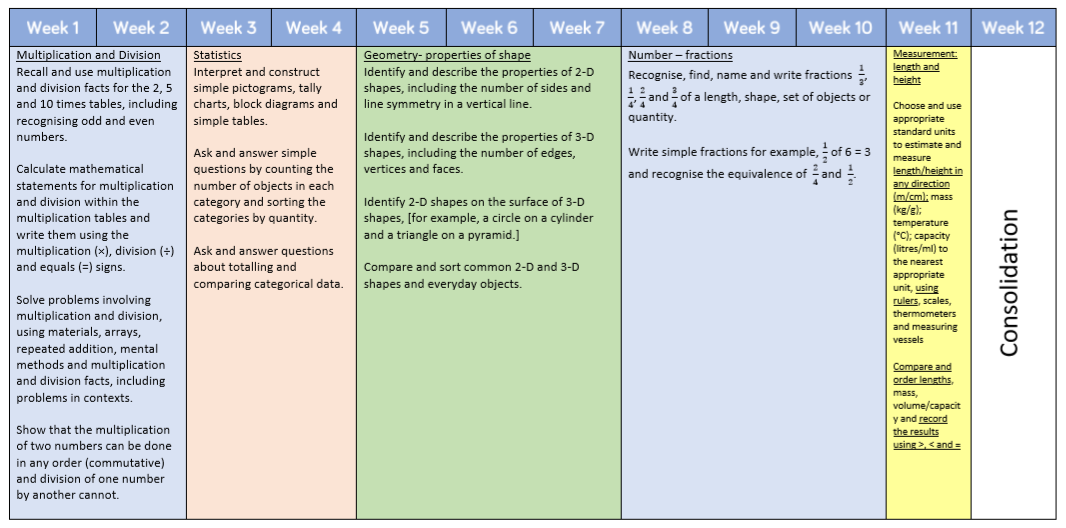 Week 1 Week 2 Week 3 Week 4 Week 5 Week 6 Week 7 Week 8 Week 9 Week 10 Week 11 Week 12
Multiplication and Division
Recall and use multiplication
and division facts for the 2, 5
and 10 times tables, including
recognising odd and even
numbers.
Calculate mathematical
statements for multiplication
and division within the
multiplication tables and
write them using the
multiplication (×), division (÷)
and equals (=) signs.
Solve problems involving
multiplication and division,
using materials, arrays,
repeated addition, mental
methods and multiplication
and division facts, including
problems in contexts.
Show that the multiplication
of two numbers can be done
in any order (commutative)
and division of one number
by another cannot.
Statistics
Interpret and construct
simple pictograms, tally
charts, block diagrams and
simple tables.
Ask and answer simple
questions by counting the
number of objects in each
category and sorting the
categories by quantity.
Ask and answer questions
about totalling and
comparing categorical data.
Geometry- properties of shape
Identify and describe the properties of 2-D
shapes, including the number of sides and
line symmetry in a vertical line.
Identify and describe the properties of 3-D
shapes, including the number of edges,
vertices and faces.
Identify 2-D shapes on the surface of 3-D
shapes, [for example, a circle on a cylinder
and a triangle on a pyramid.]
Compare and sort common 2-D and 3-D
shapes and everyday objects.
Number – fractions
Recognise, find, name and write fractions 1/3,
1/4, 2/4 and 3/4 of a length, shape, set of objects or
quantity.
Write simple fractions for example, 1/2 of 6 = 3
and recognise the equivalence of 2/4 and 1/2.
Measurement:
length and
height
Choose and use
appropriate
standard units
to estimate and
measure
length/height in
any direction
(m/cm); mass
(kg/g);
temperature
(°C); capacity
(litres/ml) to
the nearest
appropriate
unit, using
rulers, scales,
thermometers
and measuring
vessels
Compare and
order lengths,
mass,
volume/capacit
y and record
the results
using >, < and =
Consolidation